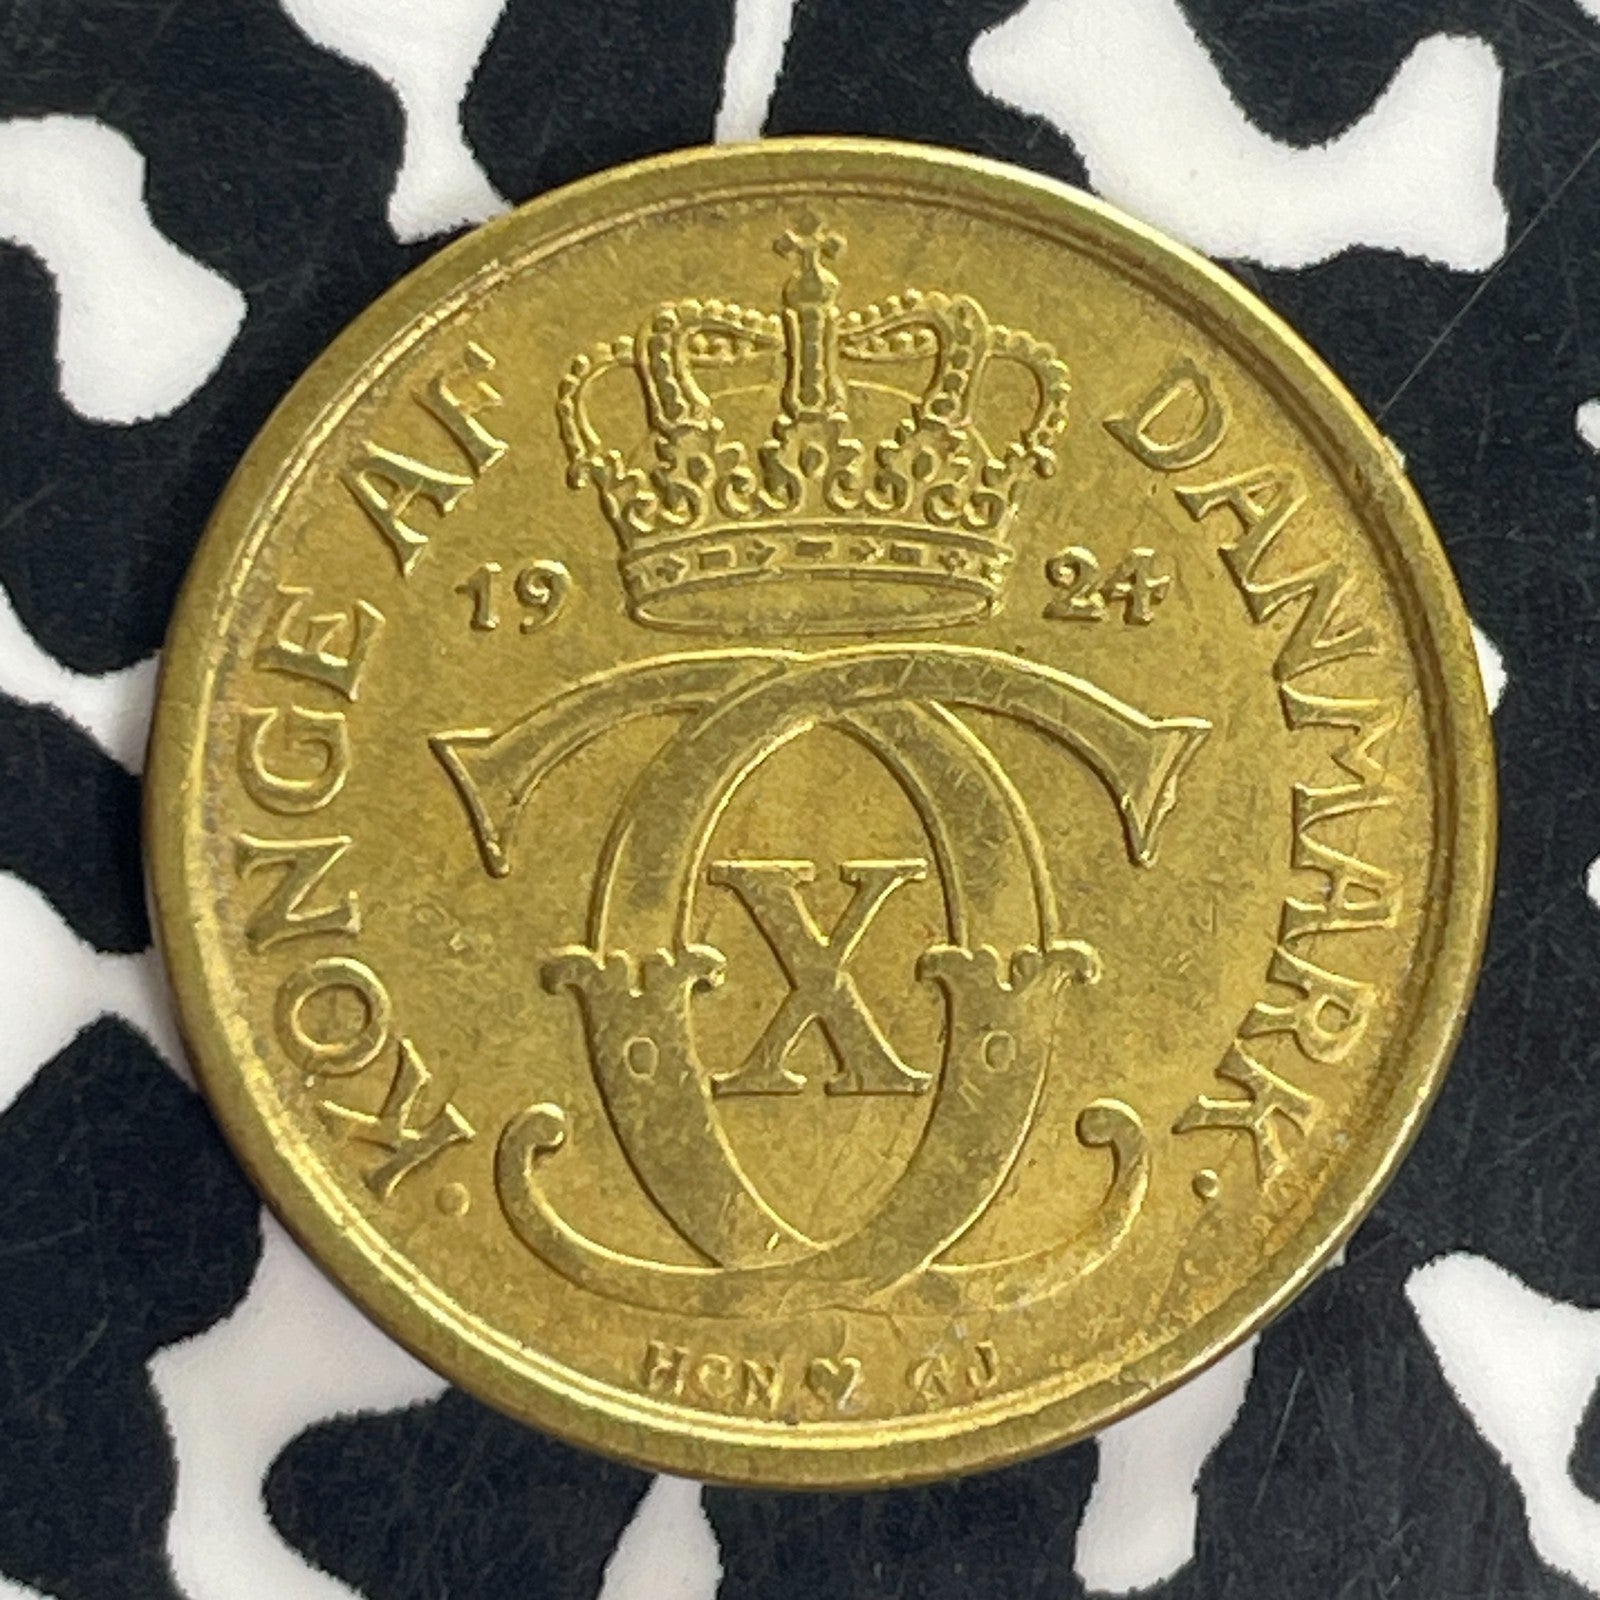 · KONGE AF DANMARK ·
19 24
X
HCN ♥ GJ